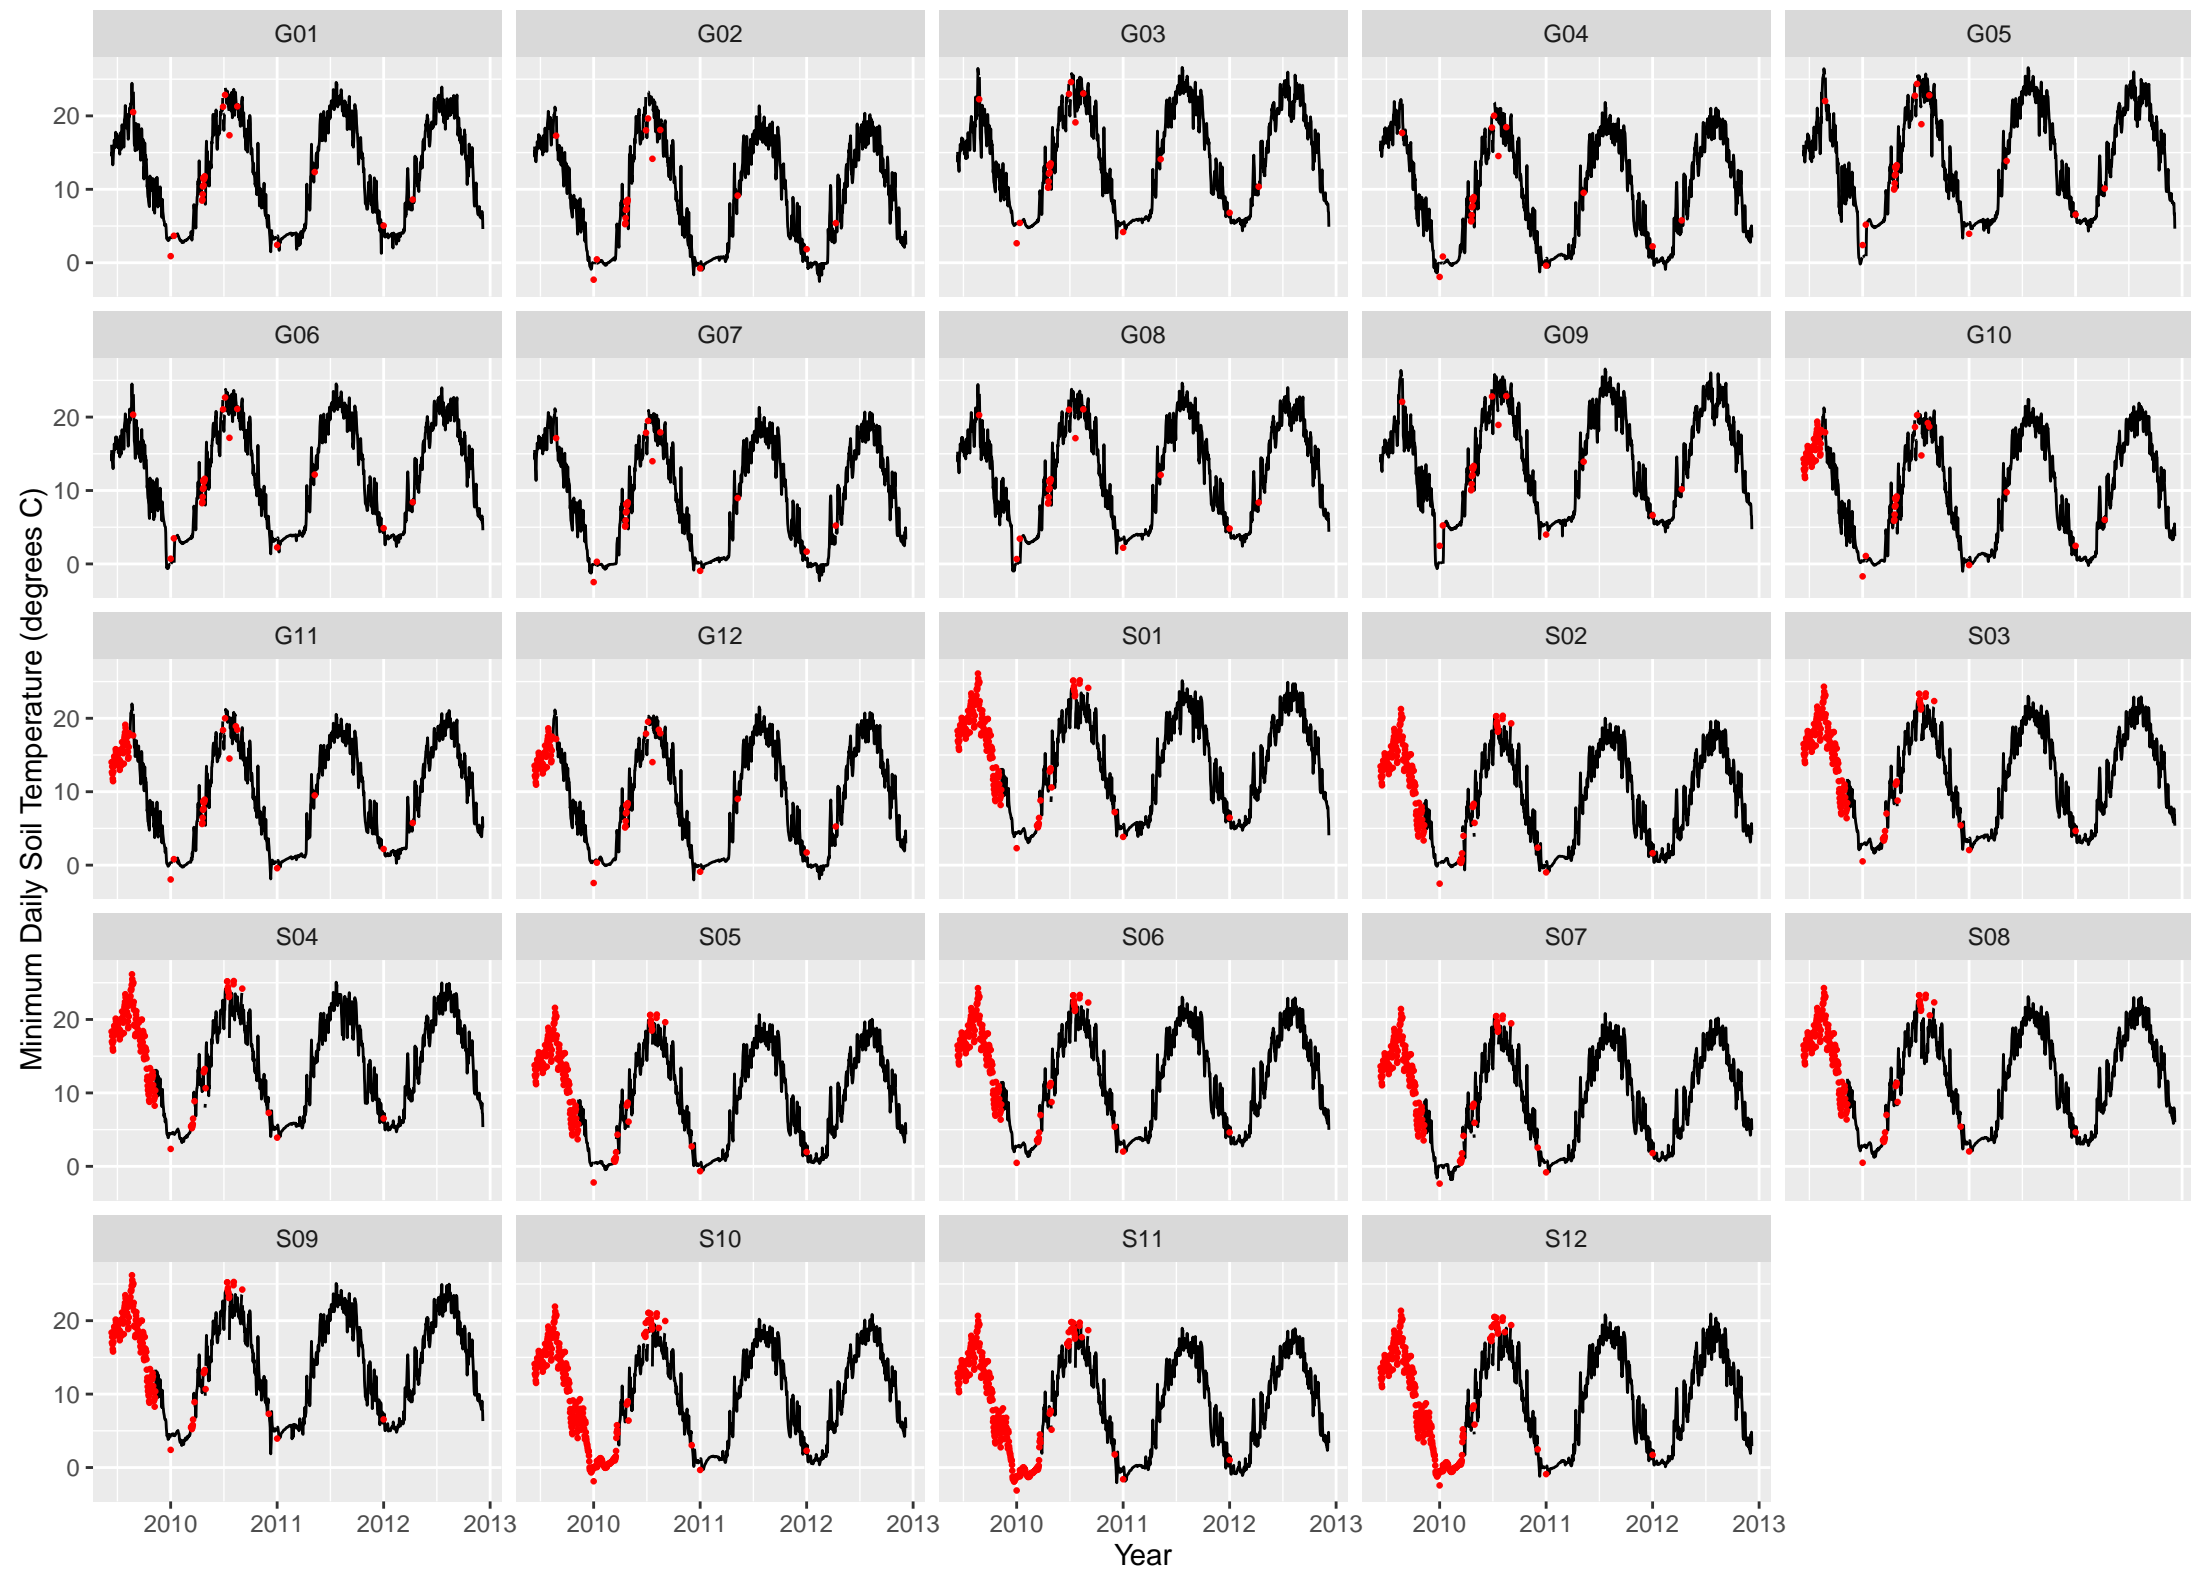 G01 G02 G03 G04 G05
20
10
0
G06 G07 G08 G09 G10
20
10
0
G11 G12 S01 S02 S03
20
10
0
S04 S05 S06 S07 S08
20
10
0
S09 S10 S11 S12
20
10
0
2010 2011 2012 2013 2010 2011 2012 2013 2010 2011 2012 2013 2010 2011 2012 2013
Year
Minimum Daily Soil Temperature (degrees C)